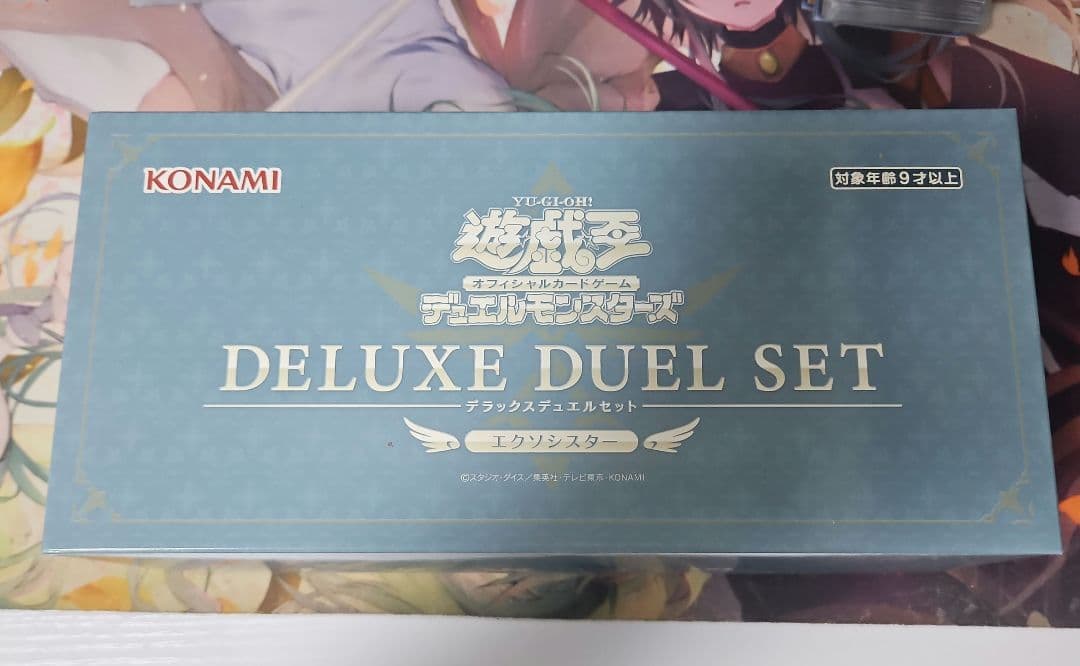 KONAMI
対象年齢9才以上
YU-GI-OH!
遊戯王
オフィシャルカードゲーム
デュエルモンスターズ
DELUXE DUEL SET
デラックスデュエルセット
エクソシスター
©スタジオ・ダイス/集英社・テレビ東京・KONAMI